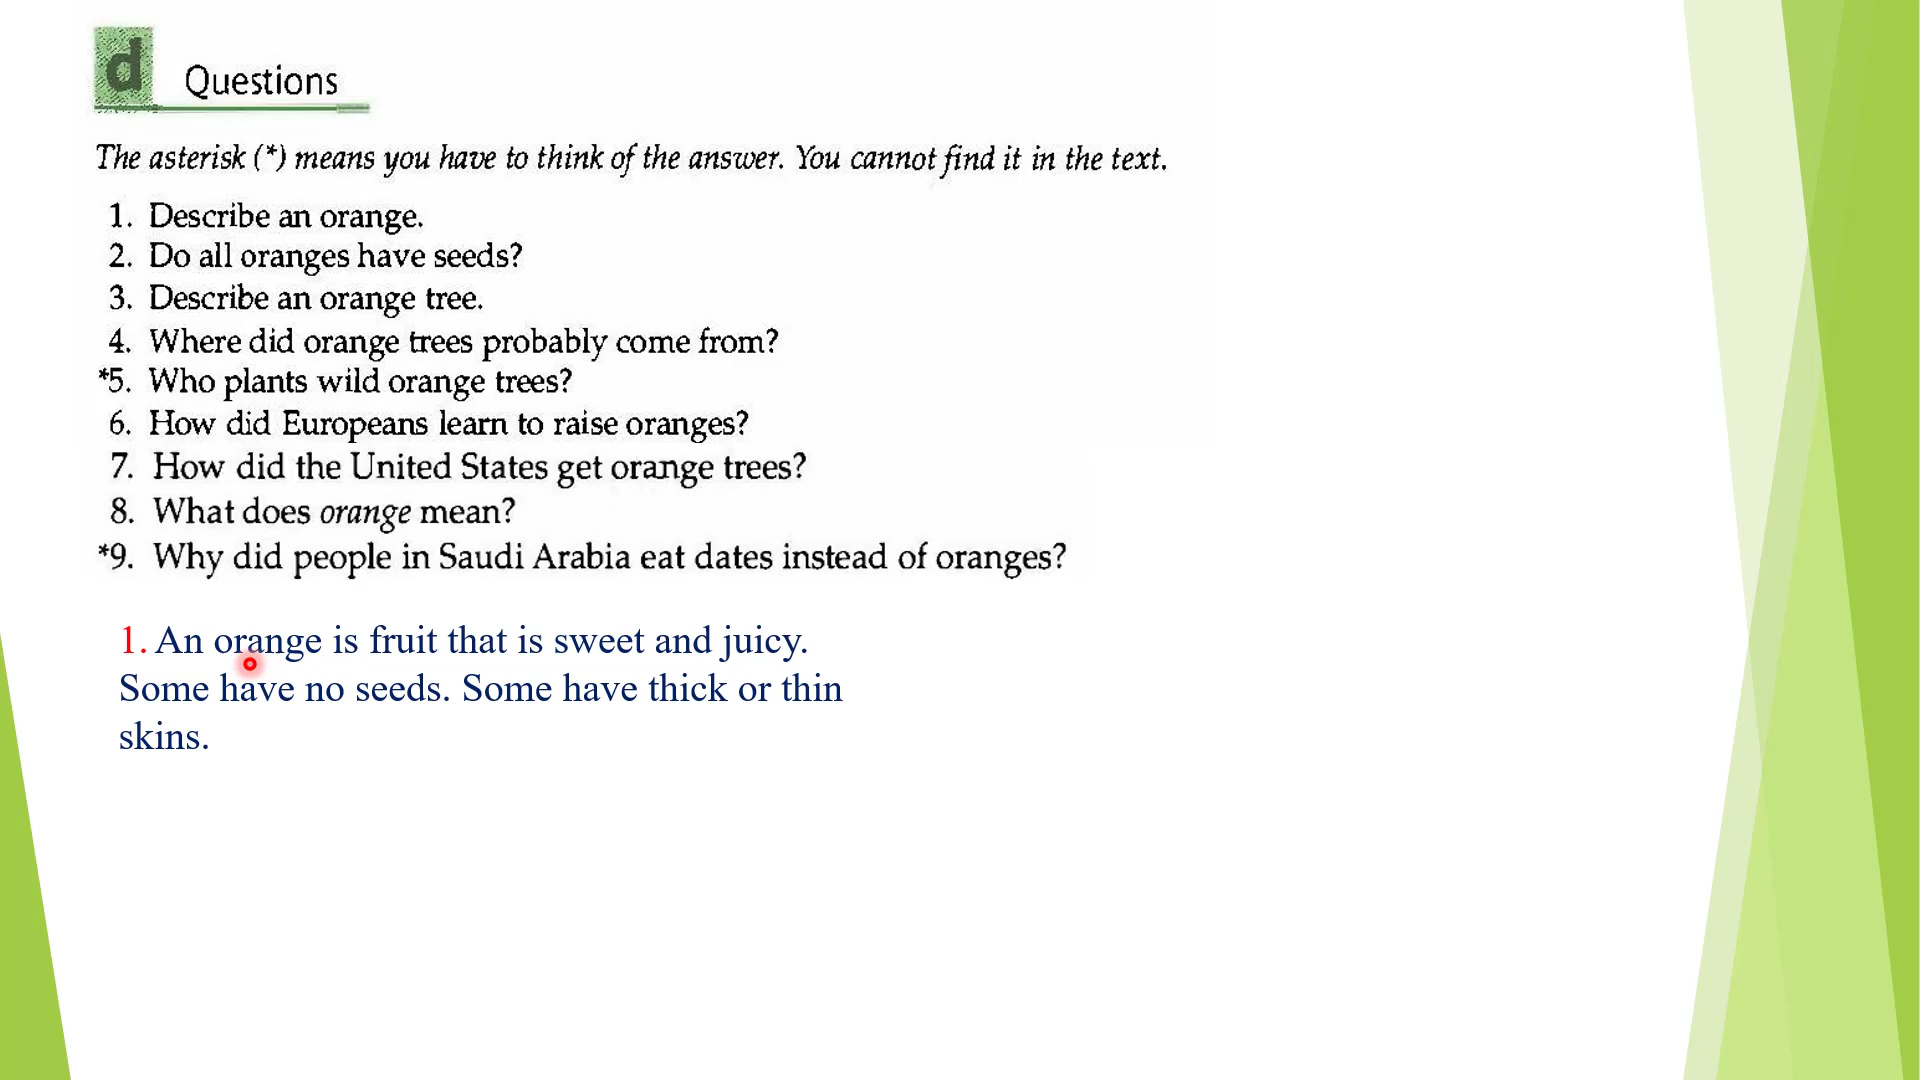 d Questions
The asterisk (*) means you have to think of the answer. You cannot find it in the text.
1. Describe an orange.
2. Do all oranges have seeds?
3. Describe an orange tree.
4. Where did orange trees probably come from?
*5. Who plants wild orange trees?
6. How did Europeans learn to raise oranges?
7. How did the United States get orange trees?
8. What does orange mean?
*9. Why did people in Saudi Arabia eat dates instead of oranges?
1. An orange is fruit that is sweet and juicy.
Some have no seeds. Some have thick or thin
skins.